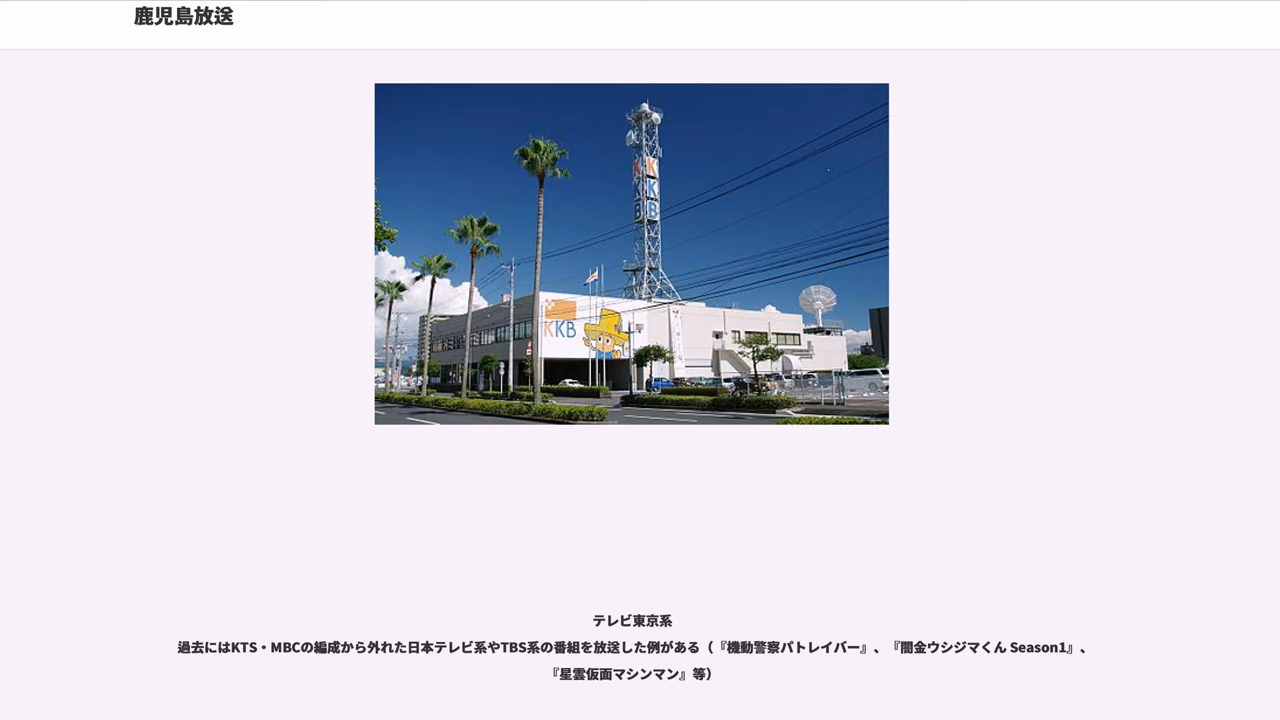 鹿児島放送
KKB
KKB
KKB
テレビ東京系
過去にはKTS・MBCの編成から外れた日本テレビ系やTBS系の番組を放送した例がある（『機動警察パトレイバー』、『闇金ウシジマくん Season1』、
『星雲仮面マシンマン』等）